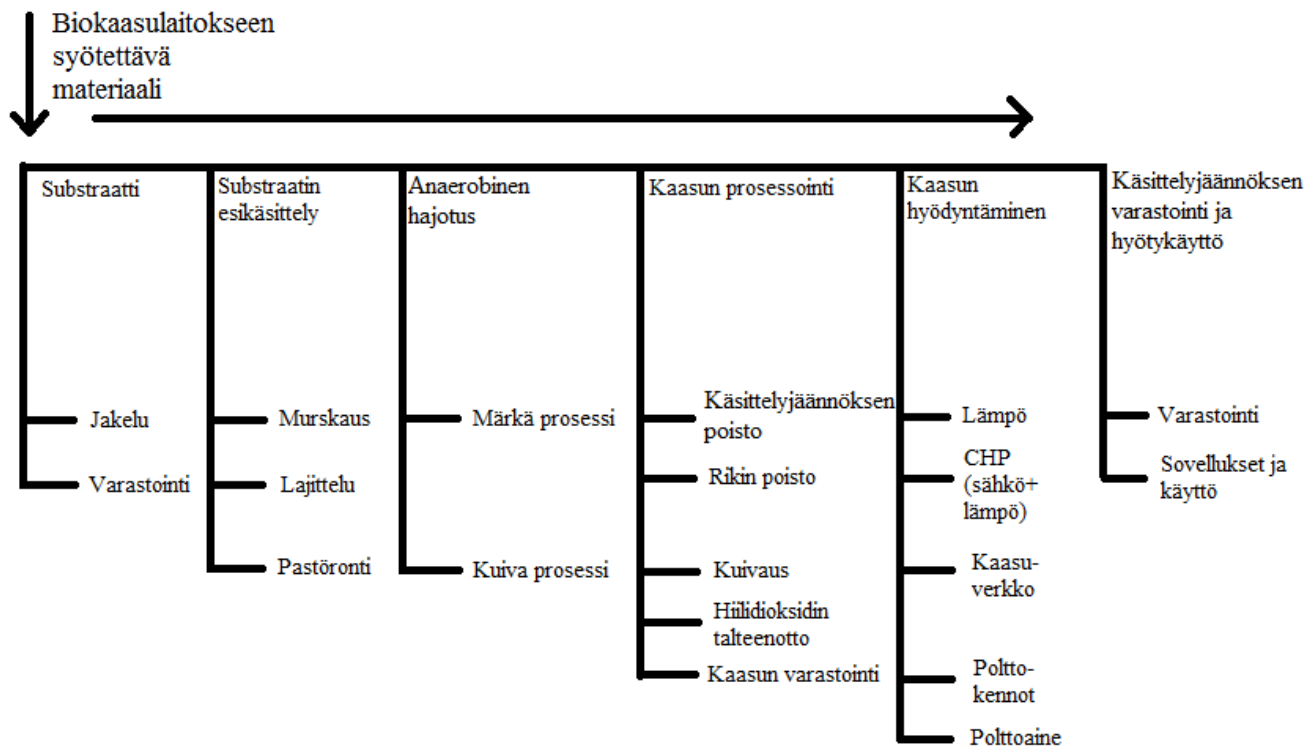 Biokaasulaitokseen
syötettävä
materiaali
Substraatti
Jakelu
Varastointi
Substraatin
esikäsittely
Murskaus
Lajittelu
Pastöronti
Anaerobinen
hajotus
Märkä prosessi
Kuiva prosessi
Kaasun prosessointi
Käsittelyjäännöksen
poisto
Rikin poisto
Kuivaus
Hiilidioksidin
talteenotto
Kaasun varastointi
Kaasun
hyödyntäminen
Lämpö
CHP
(sähkö+
lämpö)
Kaasu-
verkko
Poltto-
kennot
Polttoaine
Käsittelyjäännöksen
varastointi ja
hyötykäyttö
Varastointi
Sovellukset ja
käyttö